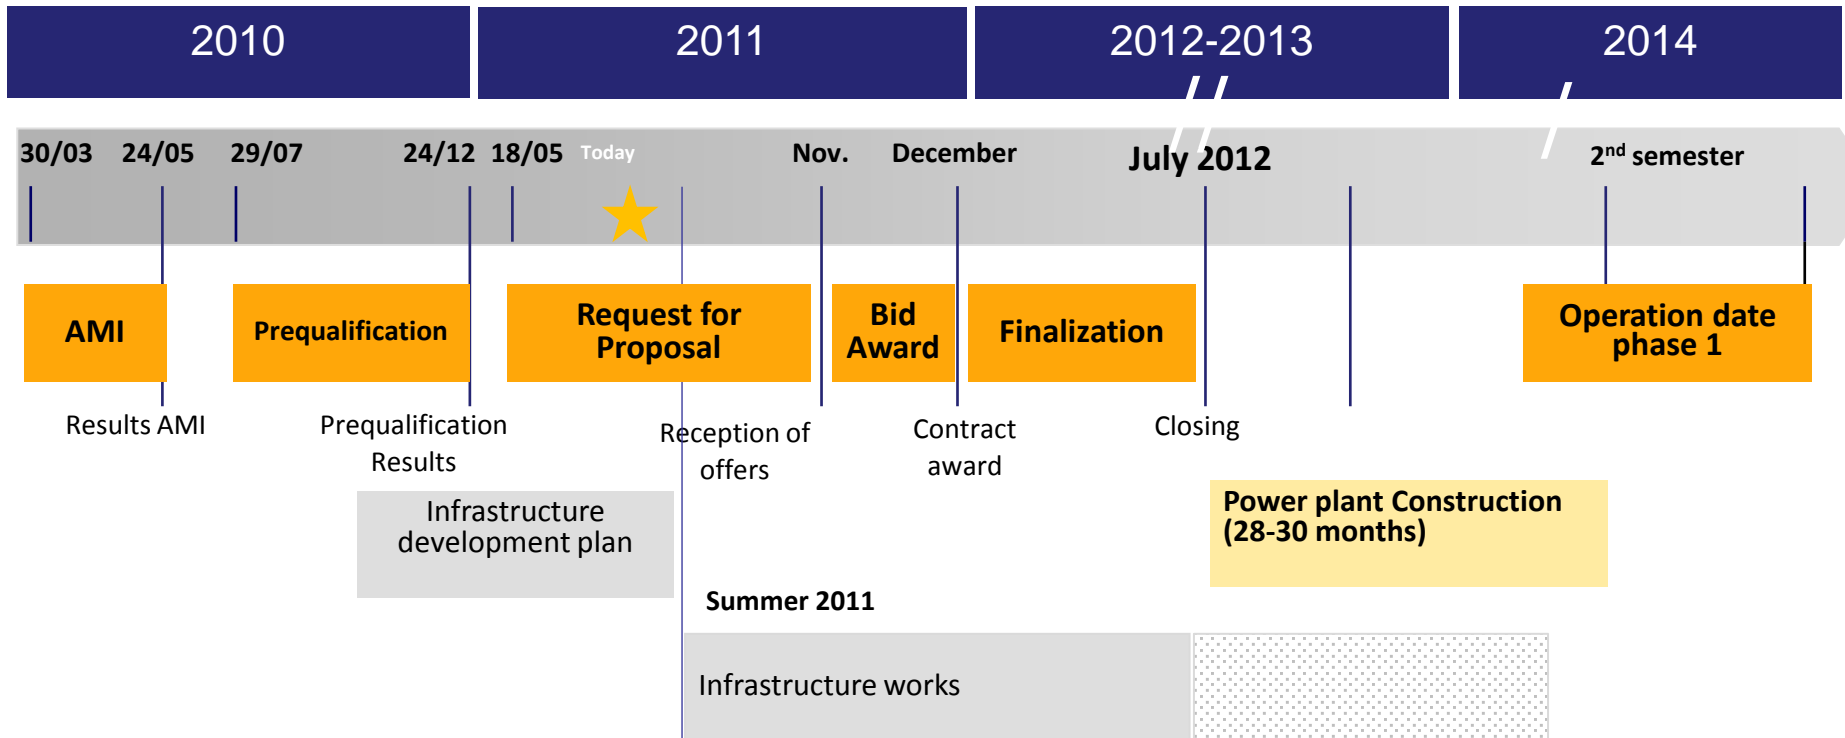 2010
2011
2012-2013
2014
30/03
24/05
29/07
24/12
18/05
Today
Nov.
December
July 2012
2nd semester
AMI
Prequalification
Request for
Proposal
Bid
Award
Finalization
Operation date
phase 1
Results AMI
Prequalification
Results
Reception of
offers
Contract
award
Closing
Infrastructure
development plan
Power plant Construction
(28-30 months)
Summer 2011
Infrastructure works